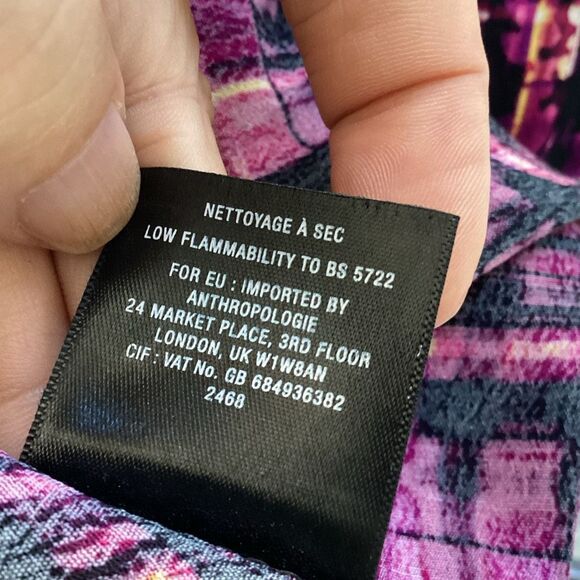 NETTOYAGE À SEC
LOW FLAMMABILITY TO BS 5722
FOR EU : IMPORTED BY
ANTHROPOLOGIE
24 MARKET PLACE, 3RD FLOOR
LONDON, UK W1W8AN
CIF : VAT No. GB 684936382
2468